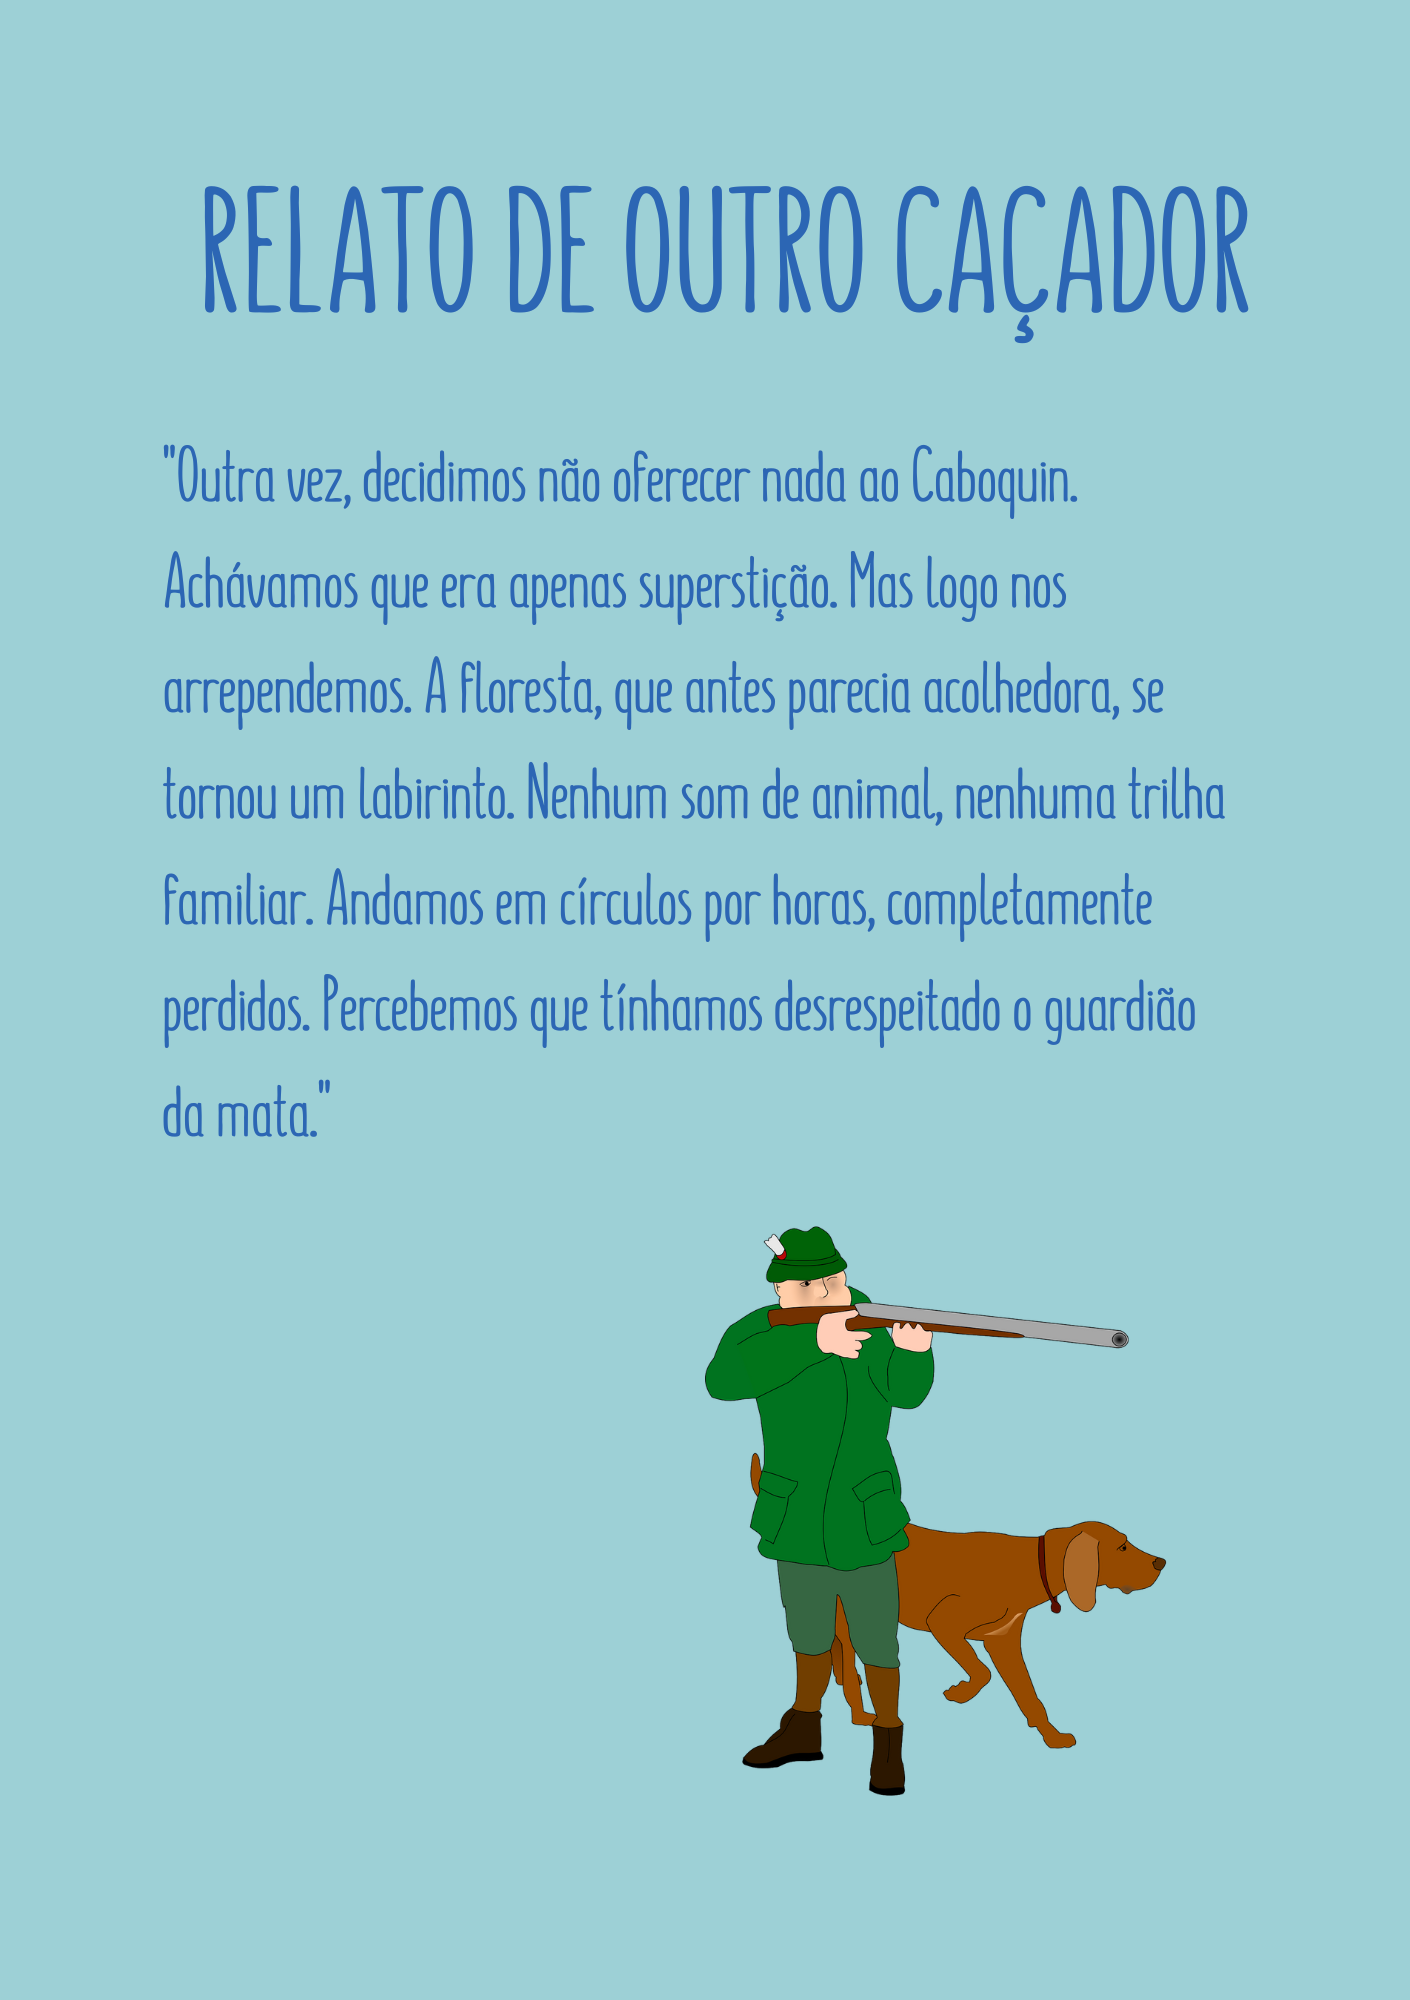 RELATO DE OUTRO CAÇADOR
"Outra vez, decidimos não oferecer nada ao Caboquin.
Achávamos que era apenas superstição. Mas logo nos
arrependemos. A floresta, que antes parecia acolhedora, se
tornou um labirinto. Nenhum som de animal, nenhuma trilha
familiar. Andamos em círculos por horas, completamente
perdidos. Percebemos que tínhamos desrespeitado o guardião
da mata."